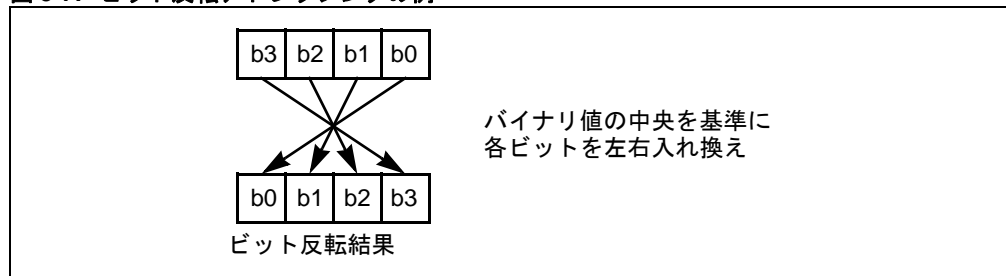 b3 b2 b1 b0
バイナリ値の中央を基準に
各ビットを左右入れ換え
b0 b1 b2 b3
ビット反転結果